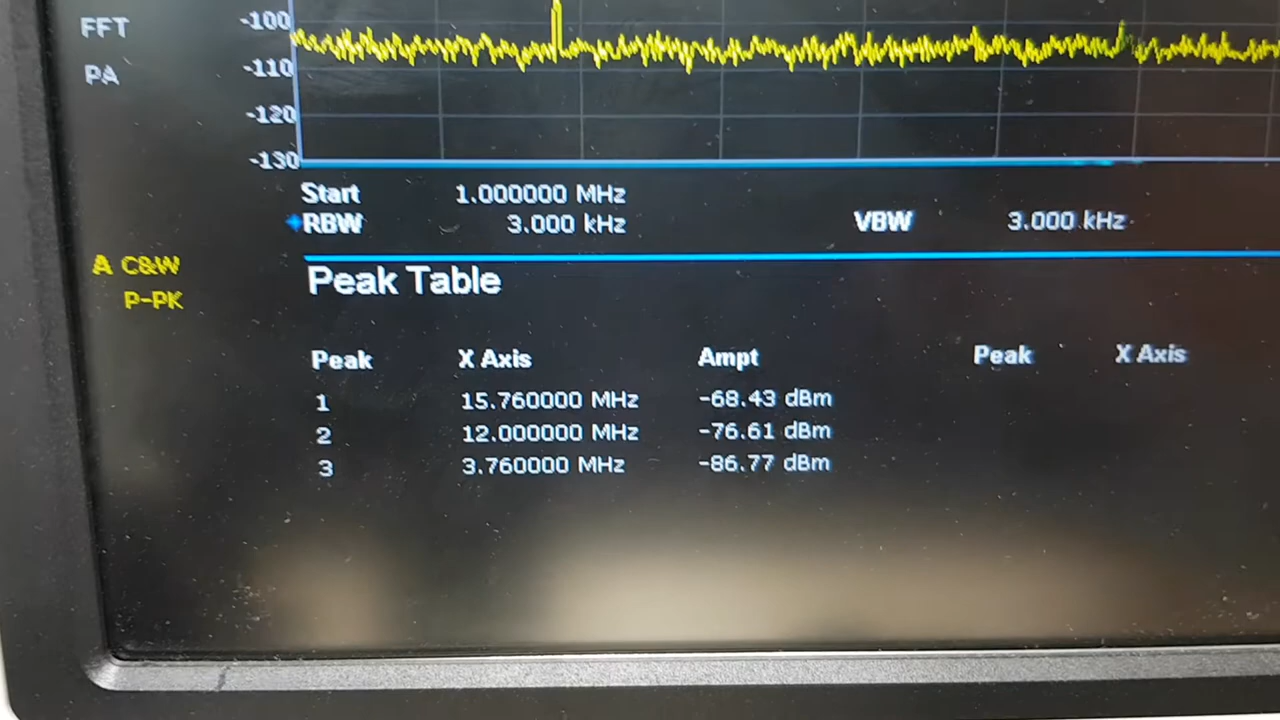 FFT
PA
-100
-110
-120
-130
Start 1.000000 MHz
RBW 3.000 kHz VBW 3.000 kHz
A C&W
P-PK
Peak Table
Peak X Axis Ampt Peak X Axis
1 15.760000 MHz -68.43 dBm
2 12.000000 MHz -76.61 dBm
3 3.760000 MHz -86.77 dBm